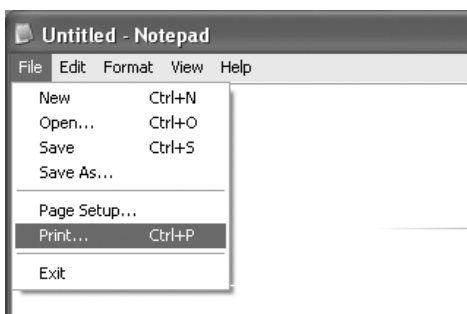 Untitled - Notepad
File Edit Format View Help
New Ctrl+N
Open... Ctrl+O
Save Ctrl+S
Save As...
Page Setup...
Print... Ctrl+P
Exit